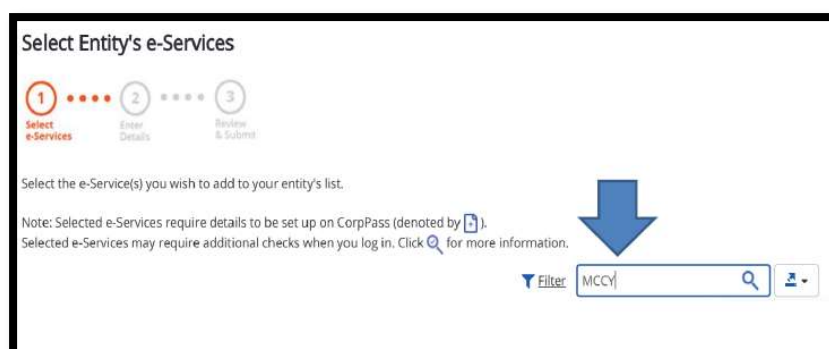 Select Entity's e-Services
1 2 3
Select e-Services
Enter Details
Review & Submit
Select the e-Service(s) you wish to add to your entity's list.
Note: Selected e-Services require details to be set up on CorpPass (denoted by ).
Selected e-Services may require additional checks when you log in. Click for more information.
Filter MCCY